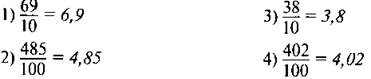 1) 69/10 = 6,9
2) 485/100 = 4,85
3) 38/10 = 3,8
4) 402/100 = 4,02